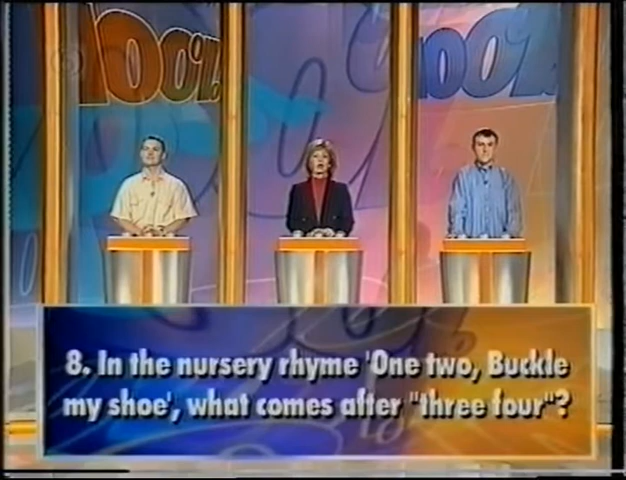 100%
100%
8. In the nursery rhyme 'One two, Buckle
my shoe', what comes after "three four"?